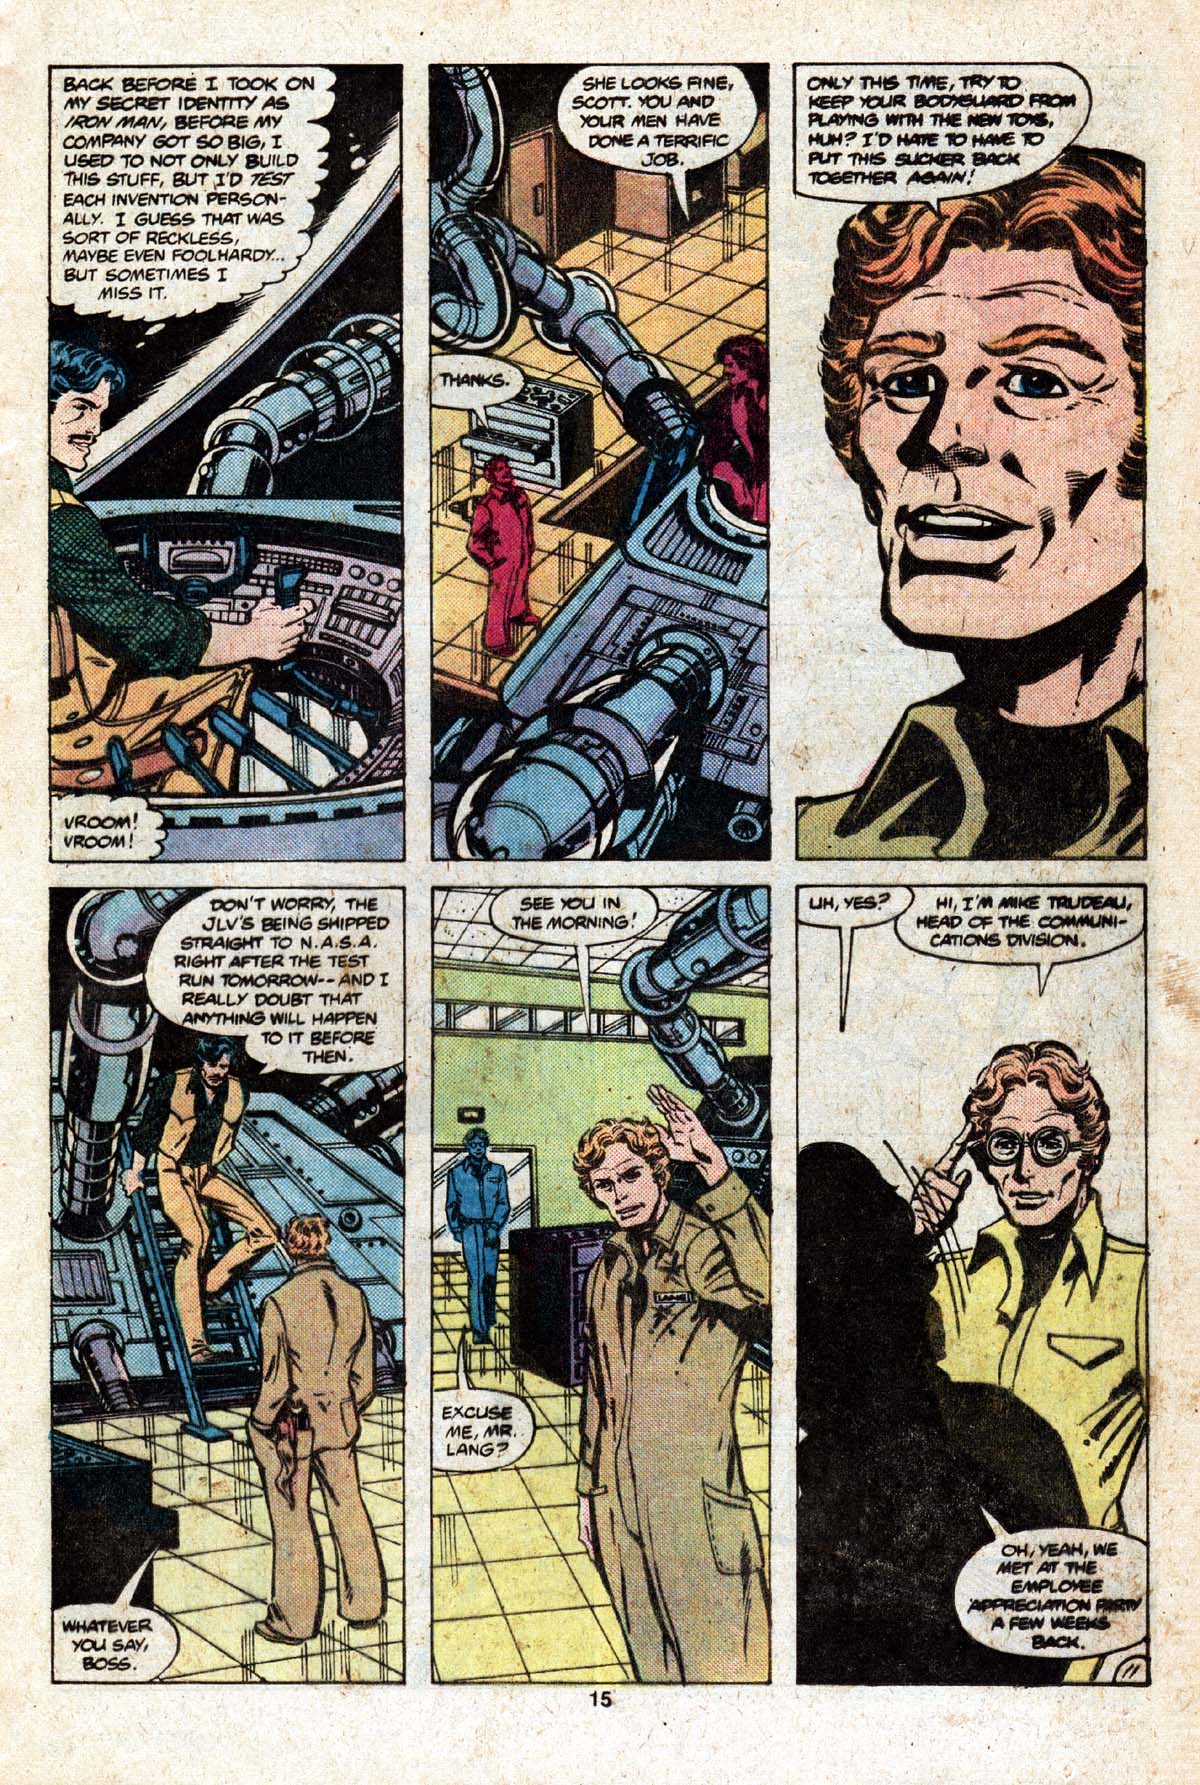 BACK BEFORE I TOOK ON
MY SECRET IDENTITY AS
IRON MAN, BEFORE MY
COMPANY GOT SO BIG, I
USED TO NOT ONLY BUILD
THIS STUFF, BUT I'D TEST
EACH INVENTION PERSON-
ALLY. I GUESS THAT WAS
SORT OF RECKLESS,
MAYBE EVEN FOOLHARDY...
BUT SOMETIMES I
MISS IT.
VROOM!
VROOM!
SHE LOOKS FINE,
SCOTT. YOU AND
YOUR MEN HAVE
DONE A TERRIFIC
JOB.
THANKS.
ONLY THIS TIME, TRY TO
KEEP YOUR BODYGUARD FROM
PLAYING WITH THE NEW TOYS,
HUH? I'D HATE TO HAVE TO
PUT THIS SUCKER BACK
TOGETHER AGAIN!
DON'T WORRY, THE
JLV'S BEING SHIPPED
STRAIGHT TO N.A.S.A.
RIGHT AFTER THE TEST
RUN TOMORROW-- AND I
REALLY DOUBT THAT
ANYTHING WILL HAPPEN
TO IT BEFORE
THEN.
WHATEVER
YOU SAY,
BOSS.
SEE YOU IN
THE MORNING!
LANG
EXCUSE
ME, MR.
LANG?
UH, YES?
HI, I'M MIKE TRUDEAU,
HEAD OF THE COMMUNI-
CATIONS DIVISION.
OH, YEAH, WE
MET AT THE
EMPLOYEE
APPRECIATION PARTY
A FEW WEEKS
BACK.
11
15